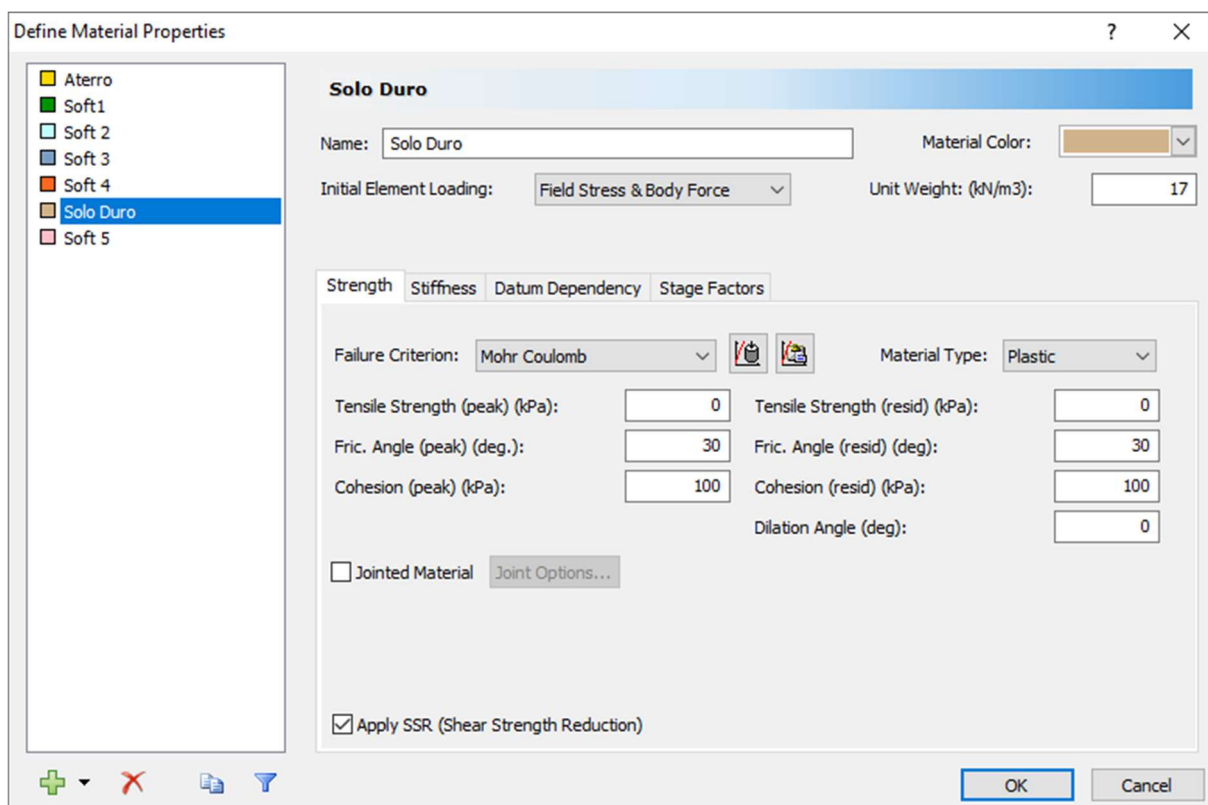 Define Material Properties
?
Aterro
Soft1
Soft 2
Soft 3
Soft 4
Solo Duro
Soft 5
Solo Duro
Name: Solo Duro
Material Color:
Initial Element Loading: Field Stress & Body Force
Unit Weight: (kN/m3): 17
Strength Stiffness Datum Dependency Stage Factors
Failure Criterion: Mohr Coulomb
Material Type: Plastic
Tensile Strength (peak) (kPa): 0
Tensile Strength (resid) (kPa): 0
Fric. Angle (peak) (deg.): 30
Fric. Angle (resid) (deg): 30
Cohesion (peak) (kPa): 100
Cohesion (resid) (kPa): 100
Dilation Angle (deg): 0
Jointed Material Joint Options...
Apply SSR (Shear Strength Reduction)
OK Cancel